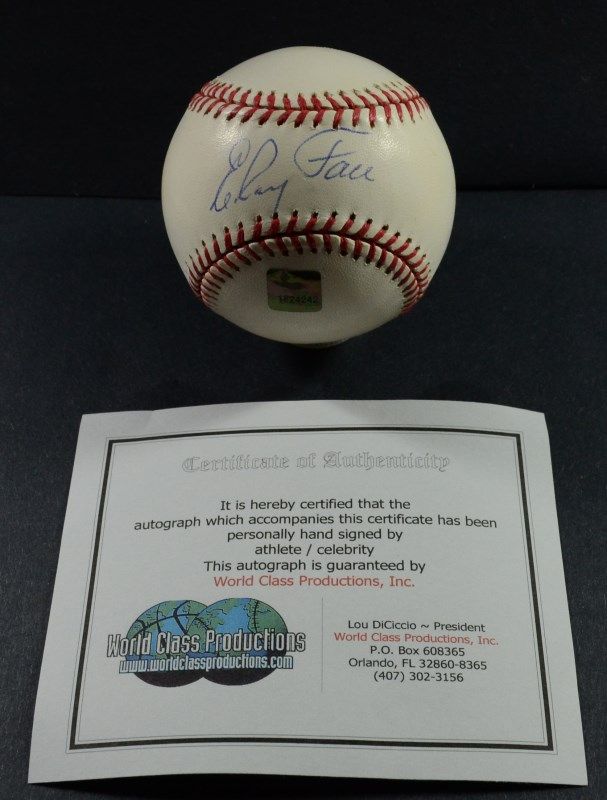 ElRoy Face
1F24242
Certificate of Authenticity
It is hereby certified that the
autograph which accompanies this certificate has been
personally hand signed by
athlete / celebrity
This autograph is guaranteed by
World Class Productions, Inc.
World Class Productions
www.worldclassproductions.com
Lou DiCiccio ~ President
World Class Productions, Inc.
P.O. Box 608365
Orlando, FL 32860-8365
(407) 302-3156